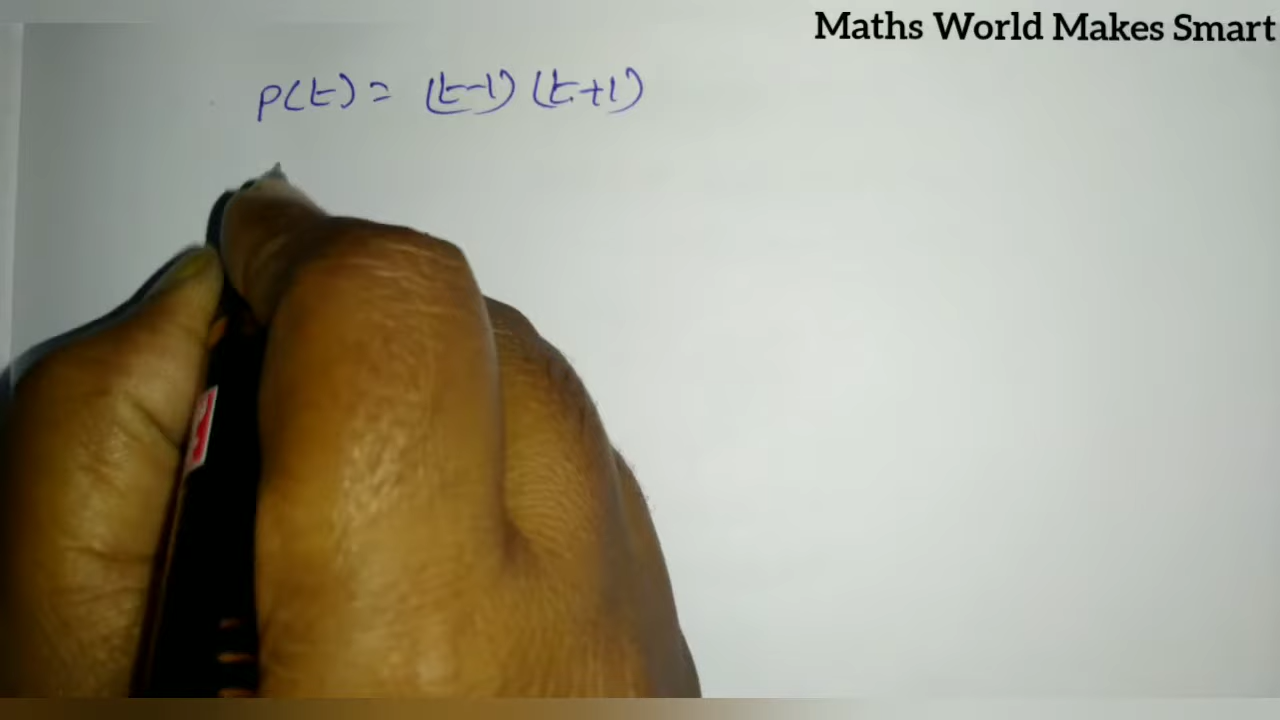 Maths World Makes Smart
p(t) = (t-1) (t+1)